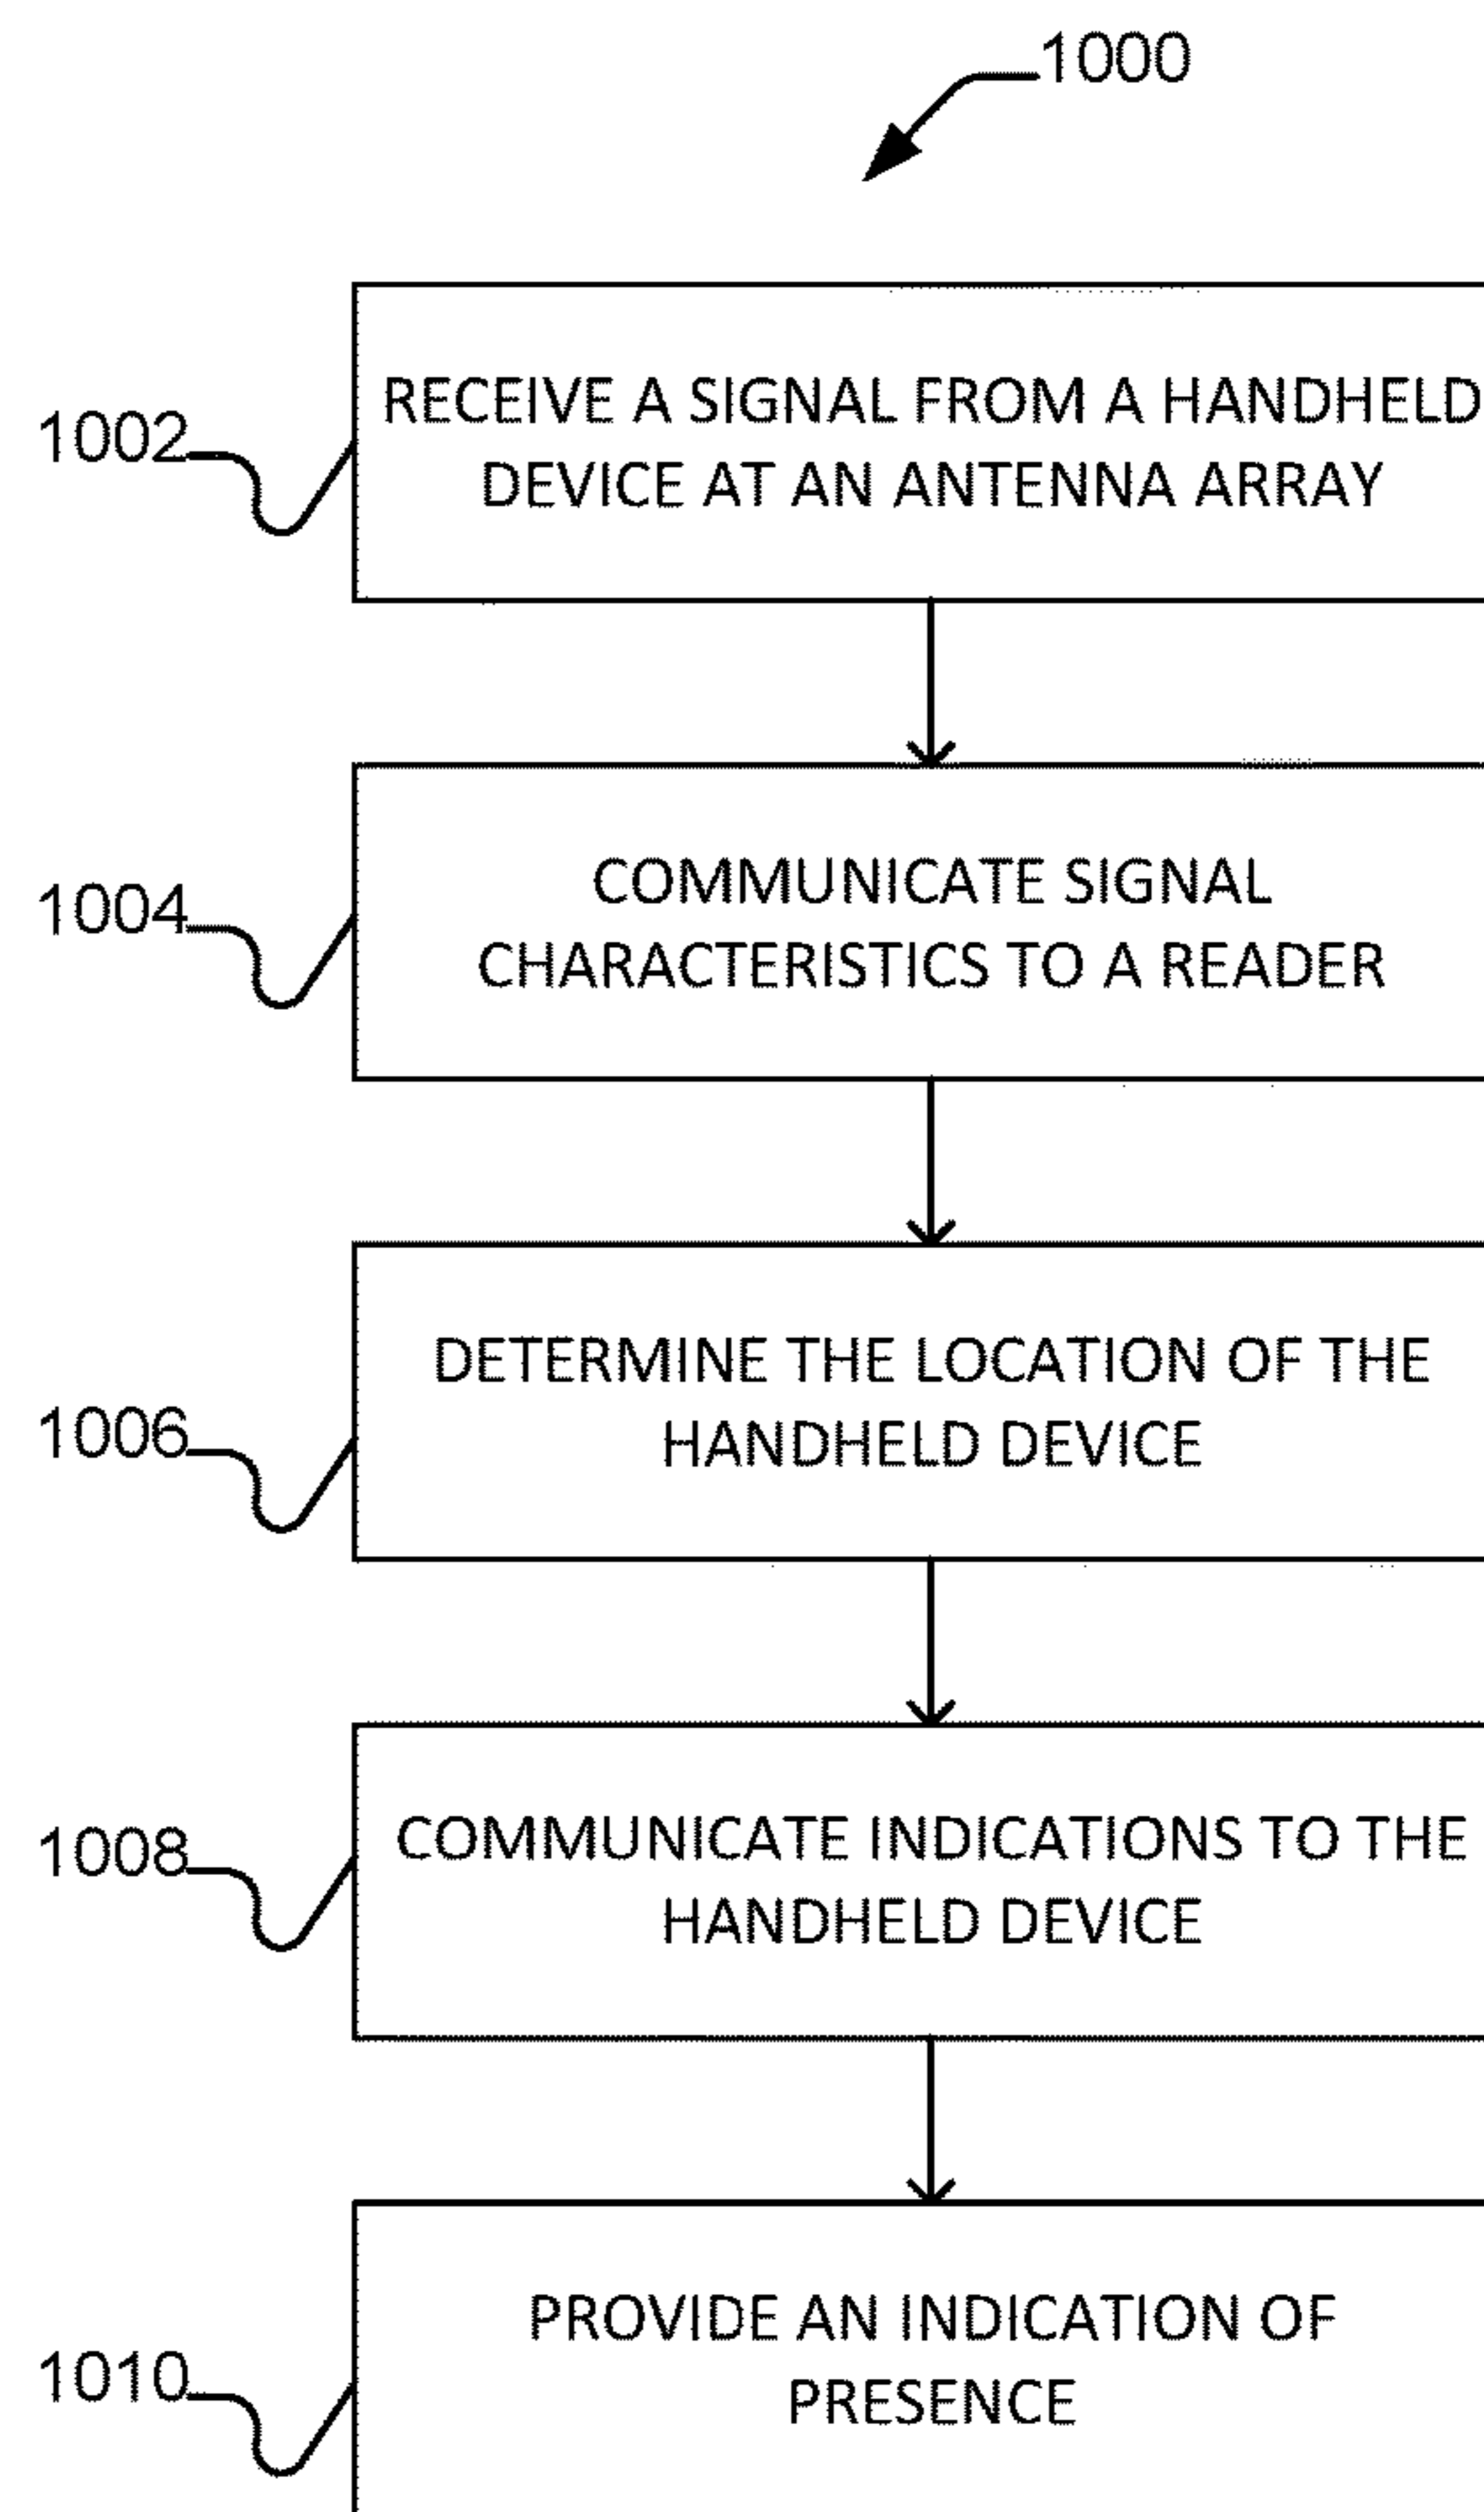 1000
1002
RECEIVE A SIGNAL FROM A HANDHELD
DEVICE AT AN ANTENNA ARRAY
1004
COMMUNICATE SIGNAL
CHARACTERISTICS TO A READER
1006
DETERMINE THE LOCATION OF THE
HANDHELD DEVICE
1008
COMMUNICATE INDICATIONS TO THE
HANDHELD DEVICE
1010
PROVIDE AN INDICATION OF
PRESENCE